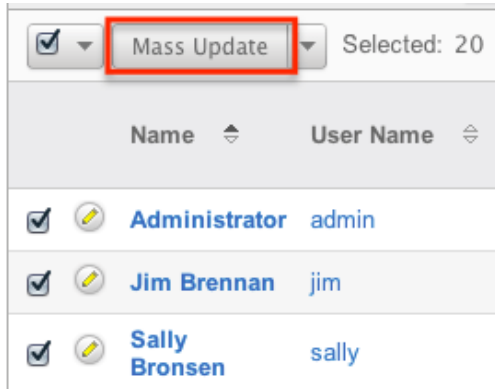 Mass Update Selected: 20
Name User Name
Administrator admin
Jim Brennan jim
Sally
Bronsen sally